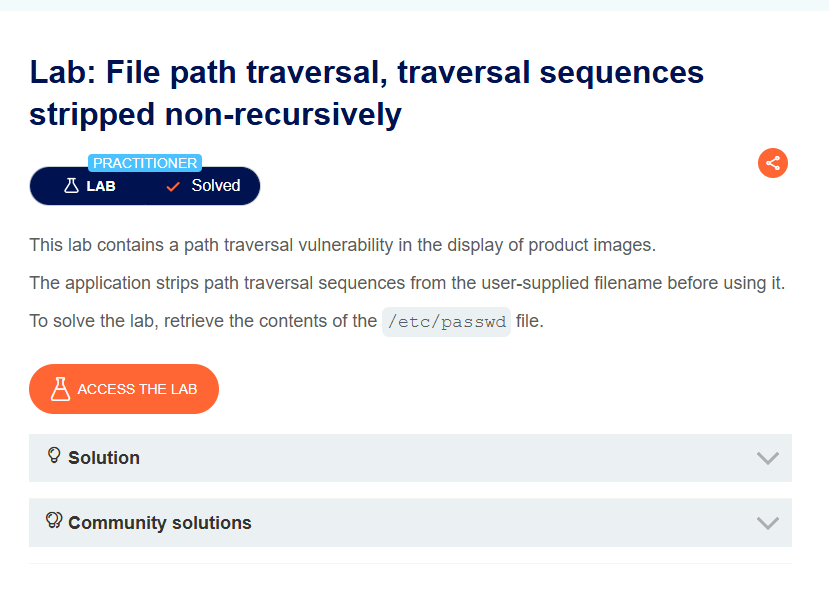 Lab: File path traversal, traversal sequences
stripped non-recursively
PRACTITIONER
LAB Solved
This lab contains a path traversal vulnerability in the display of product images.
The application strips path traversal sequences from the user-supplied filename before using it.
To solve the lab, retrieve the contents of the /etc/passwd file.
ACCESS THE LAB
Solution
Community solutions